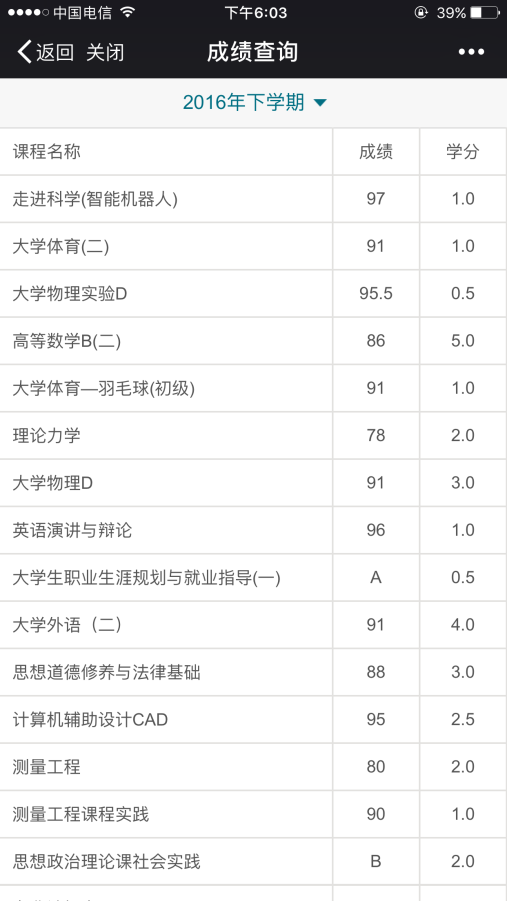 中国电信 下午6:03 39%
返回 关闭 成绩查询
2016年下学期
课程名称 成绩 学分
走进科学(智能机器人) 97 1.0
大学体育(二) 91 1.0
大学物理实验D 95.5 0.5
高等数学B(二) 86 5.0
大学体育—羽毛球(初级) 91 1.0
理论力学 78 2.0
大学物理D 91 3.0
英语演讲与辩论 96 1.0
大学生职业生涯规划与就业指导(一) A 0.5
大学外语（二） 91 4.0
思想道德修养与法律基础 88 3.0
计算机辅助设计CAD 95 2.5
测量工程 80 2.0
测量工程课程实践 90 1.0
思想政治理论课社会实践 B 2.0